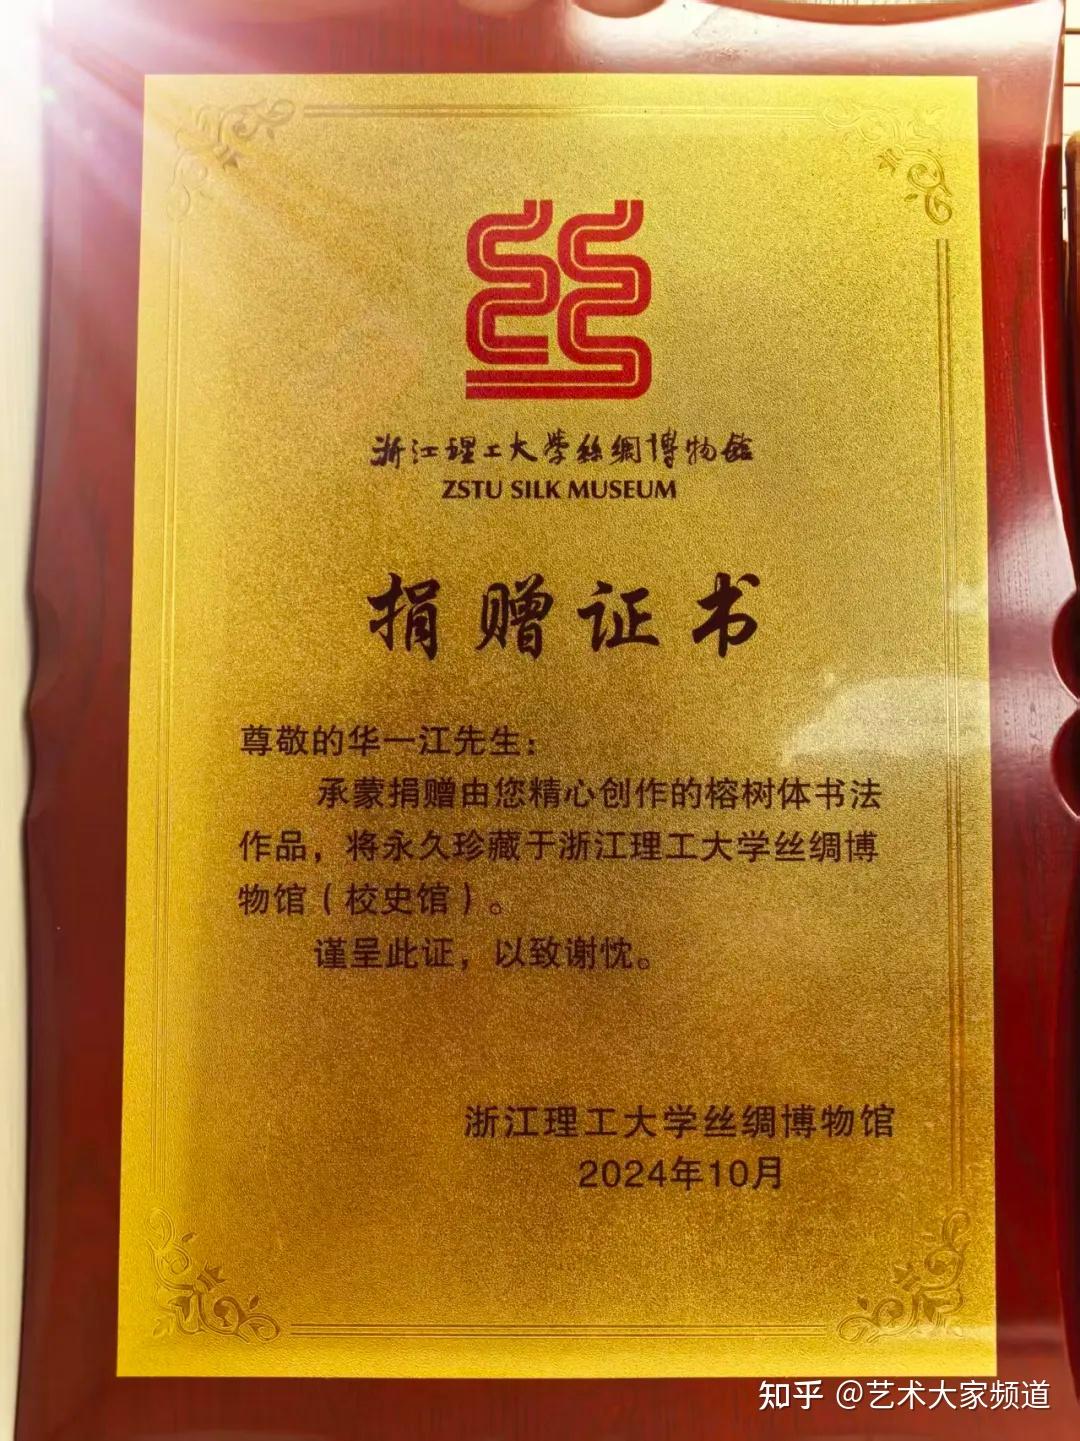 浙江理工大学丝绸博物馆
ZSTU SILK MUSEUM
捐赠证书
尊敬的华一江先生：
承蒙捐赠由您精心创作的榕树体书法
作品，将永久珍藏于浙江理工大学丝绸博
物馆（校史馆）。
谨呈此证，以致谢忱。
浙江理工大学丝绸博物馆
2024年10月
知乎 @艺术大家频道